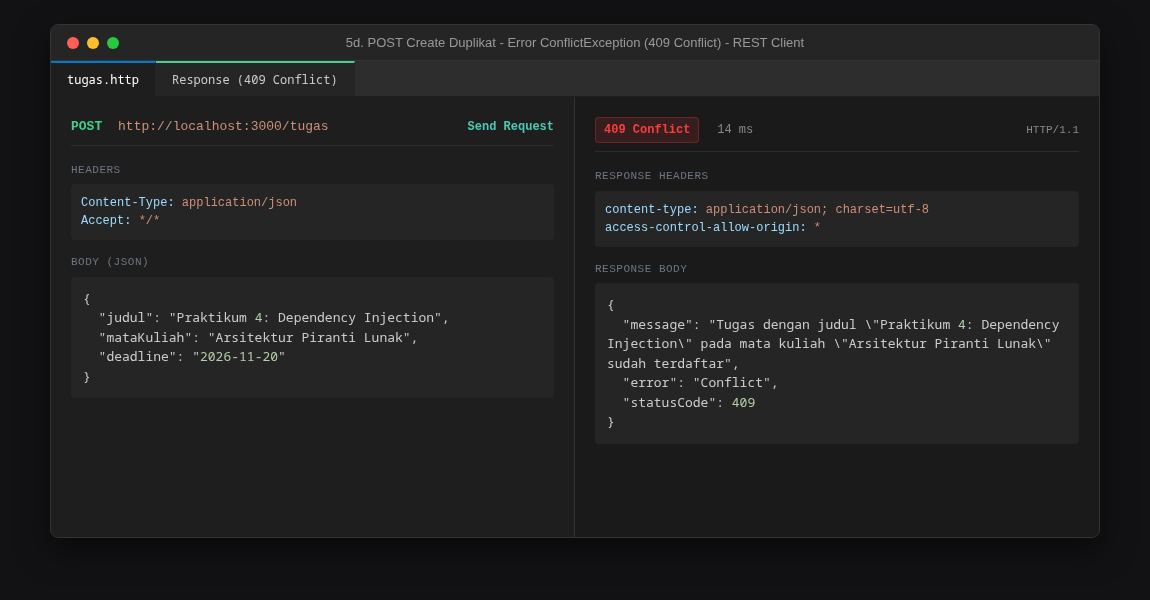 5d. POST Create Duplikat - Error ConflictException (409 Conflict) - REST Client
tugas.http
Response (409 Conflict)
POST http://localhost:3000/tugas
Send Request
HEADERS
Content-Type: application/json
Accept: */*
BODY (JSON)
{
  "judul": "Praktikum 4: Dependency Injection",
  "mataKuliah": "Arsitektur Piranti Lunak",
  "deadline": "2026-11-20"
}
409 Conflict
14 ms
HTTP/1.1
RESPONSE HEADERS
content-type: application/json; charset=utf-8
access-control-allow-origin: *
RESPONSE BODY
{
  "message": "Tugas dengan judul \"Praktikum 4: Dependency
Injection\" pada mata kuliah \"Arsitektur Piranti Lunak\"
sudah terdaftar",
  "error": "Conflict",
  "statusCode": 409
}